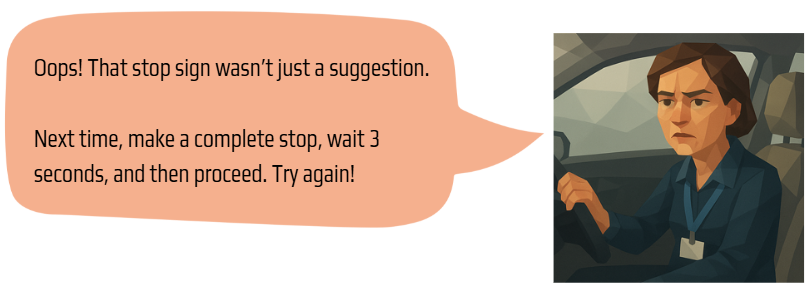 Oops! That stop sign wasn’t just a suggestion.
Next time, make a complete stop, wait 3
seconds, and then proceed. Try again!